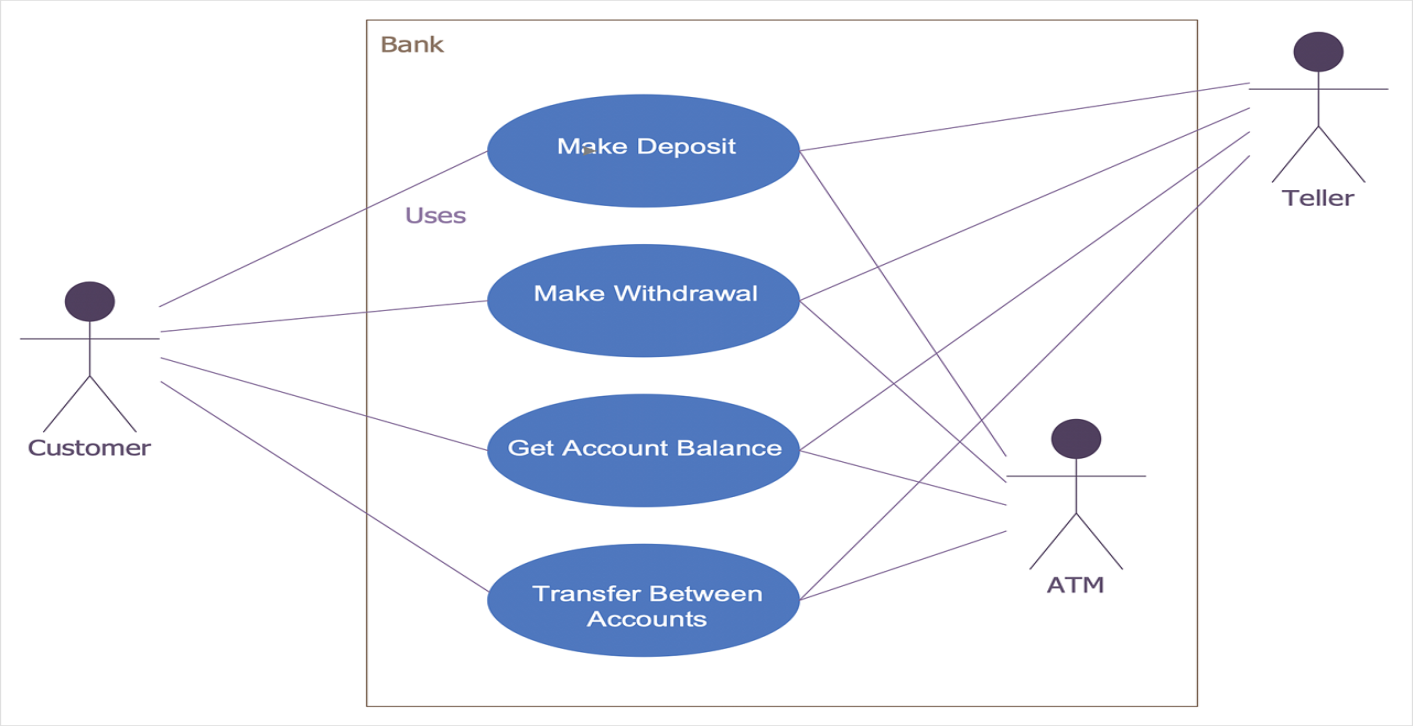 Bank
Make Deposit
Teller
Uses
Make Withdrawal
Customer
Get Account Balance
ATM
Transfer Between
Accounts